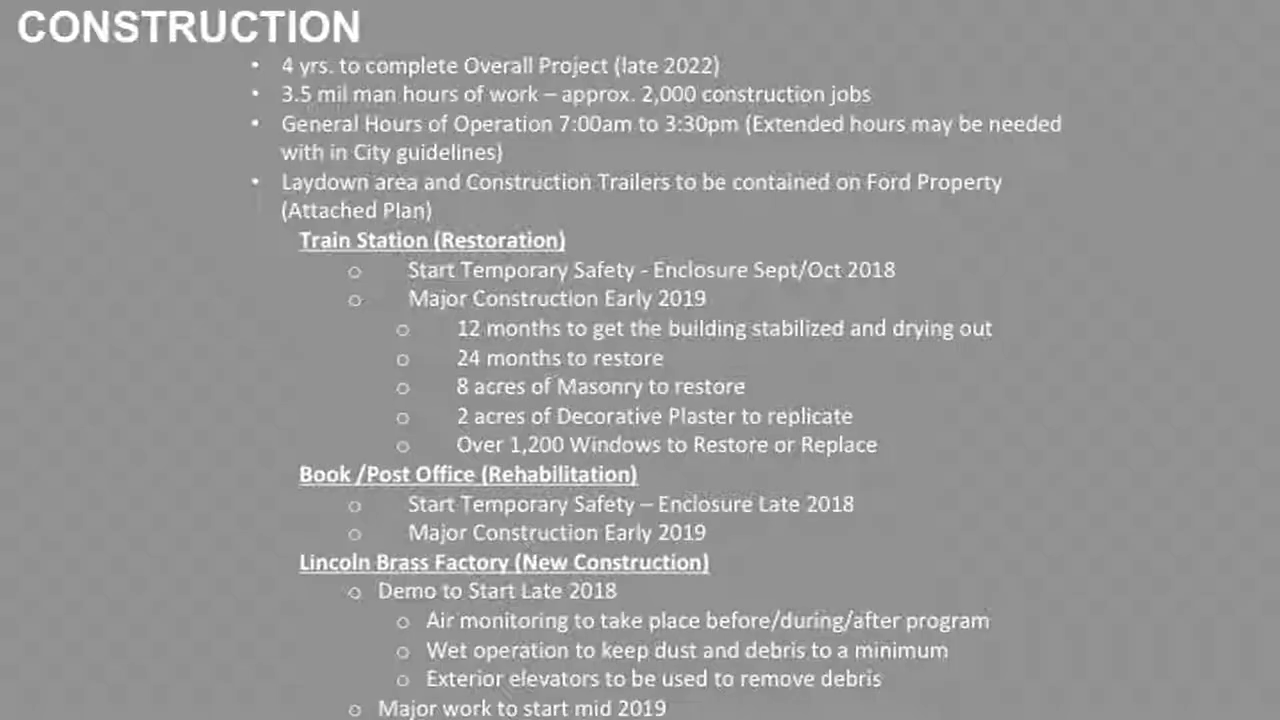 CONSTRUCTION
• 4 yrs. to complete Overall Project (late 2022)
• 3.5 mil man hours of work – approx. 2,000 construction jobs
• General Hours of Operation 7:00am to 3:30pm (Extended hours may be needed
with in City guidelines)
• Laydown area and Construction Trailers to be contained on Ford Property
(Attached Plan)
Train Station (Restoration)
o Start Temporary Safety - Enclosure Sept/Oct 2018
o Major Construction Early 2019
o 12 months to get the building stabilized and drying out
o 24 months to restore
o 8 acres of Masonry to restore
o 2 acres of Decorative Plaster to replicate
o Over 1,200 Windows to Restore or Replace
Book /Post Office (Rehabilitation)
o Start Temporary Safety – Enclosure Late 2018
o Major Construction Early 2019
Lincoln Brass Factory (New Construction)
o Demo to Start Late 2018
o Air monitoring to take place before/during/after program
o Wet operation to keep dust and debris to a minimum
o Exterior elevators to be used to remove debris
o Major work to start mid 2019